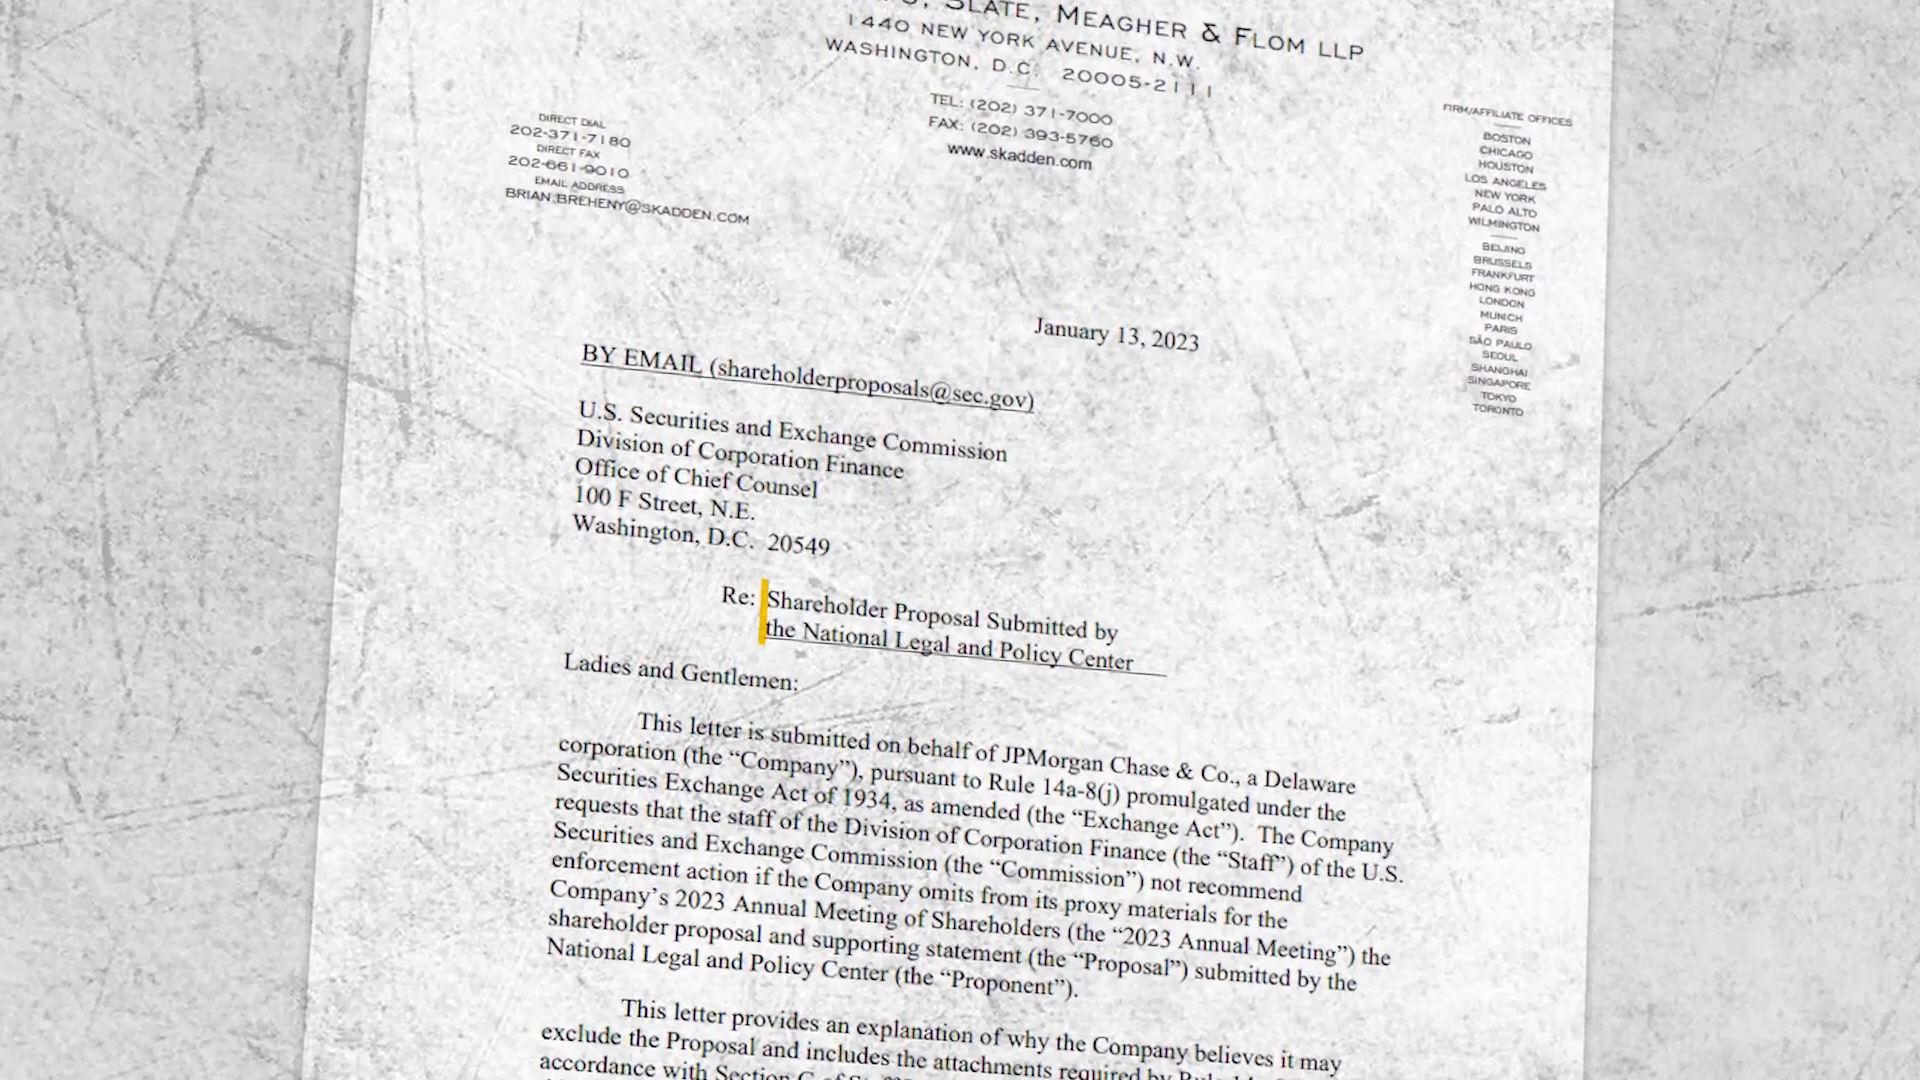 SLATE, MEAGHER & FLOM LLP
1440 NEW YORK AVENUE, N.W.
WASHINGTON, D.C. 20005-2111
TEL: (202) 371-7000
FAX: (202) 393-5760
www.skadden.com
DIRECT DIAL
202-371-7180
DIRECT FAX
202-661-9010
EMAIL ADDRESS
BRIAN.BREHENY@SKADDEN.COM
FIRM/AFFILIATE OFFICES
BOSTON
CHICAGO
HOUSTON
LOS ANGELES
NEW YORK
PALO ALTO
WILMINGTON
BEIJING
BRUSSELS
FRANKFURT
HONG KONG
LONDON
MUNICH
PARIS
SÃO PAULO
SEOUL
SHANGHAI
SINGAPORE
TOKYO
TORONTO
January 13, 2023
BY EMAIL (shareholderproposals@sec.gov)
U.S. Securities and Exchange Commission
Division of Corporation Finance
Office of Chief Counsel
100 F Street, N.E.
Washington, D.C. 20549
Re: Shareholder Proposal Submitted by
the National Legal and Policy Center
Ladies and Gentlemen:
This letter is submitted on behalf of JPMorgan Chase & Co., a Delaware
corporation (the “Company”), pursuant to Rule 14a-8(j) promulgated under the
Securities Exchange Act of 1934, as amended (the “Exchange Act”). The Company
requests that the staff of the Division of Corporation Finance (the “Staff”) of the U.S.
Securities and Exchange Commission (the “Commission”) not recommend
enforcement action if the Company omits from its proxy materials for the
Company’s 2023 Annual Meeting of Shareholders (the “2023 Annual Meeting”) the
shareholder proposal and supporting statement (the “Proposal”) submitted by the
National Legal and Policy Center (the “Proponent”).
This letter provides an explanation of why the Company believes it may
exclude the Proposal and includes the attachments required by Rule
accordance with Section C of